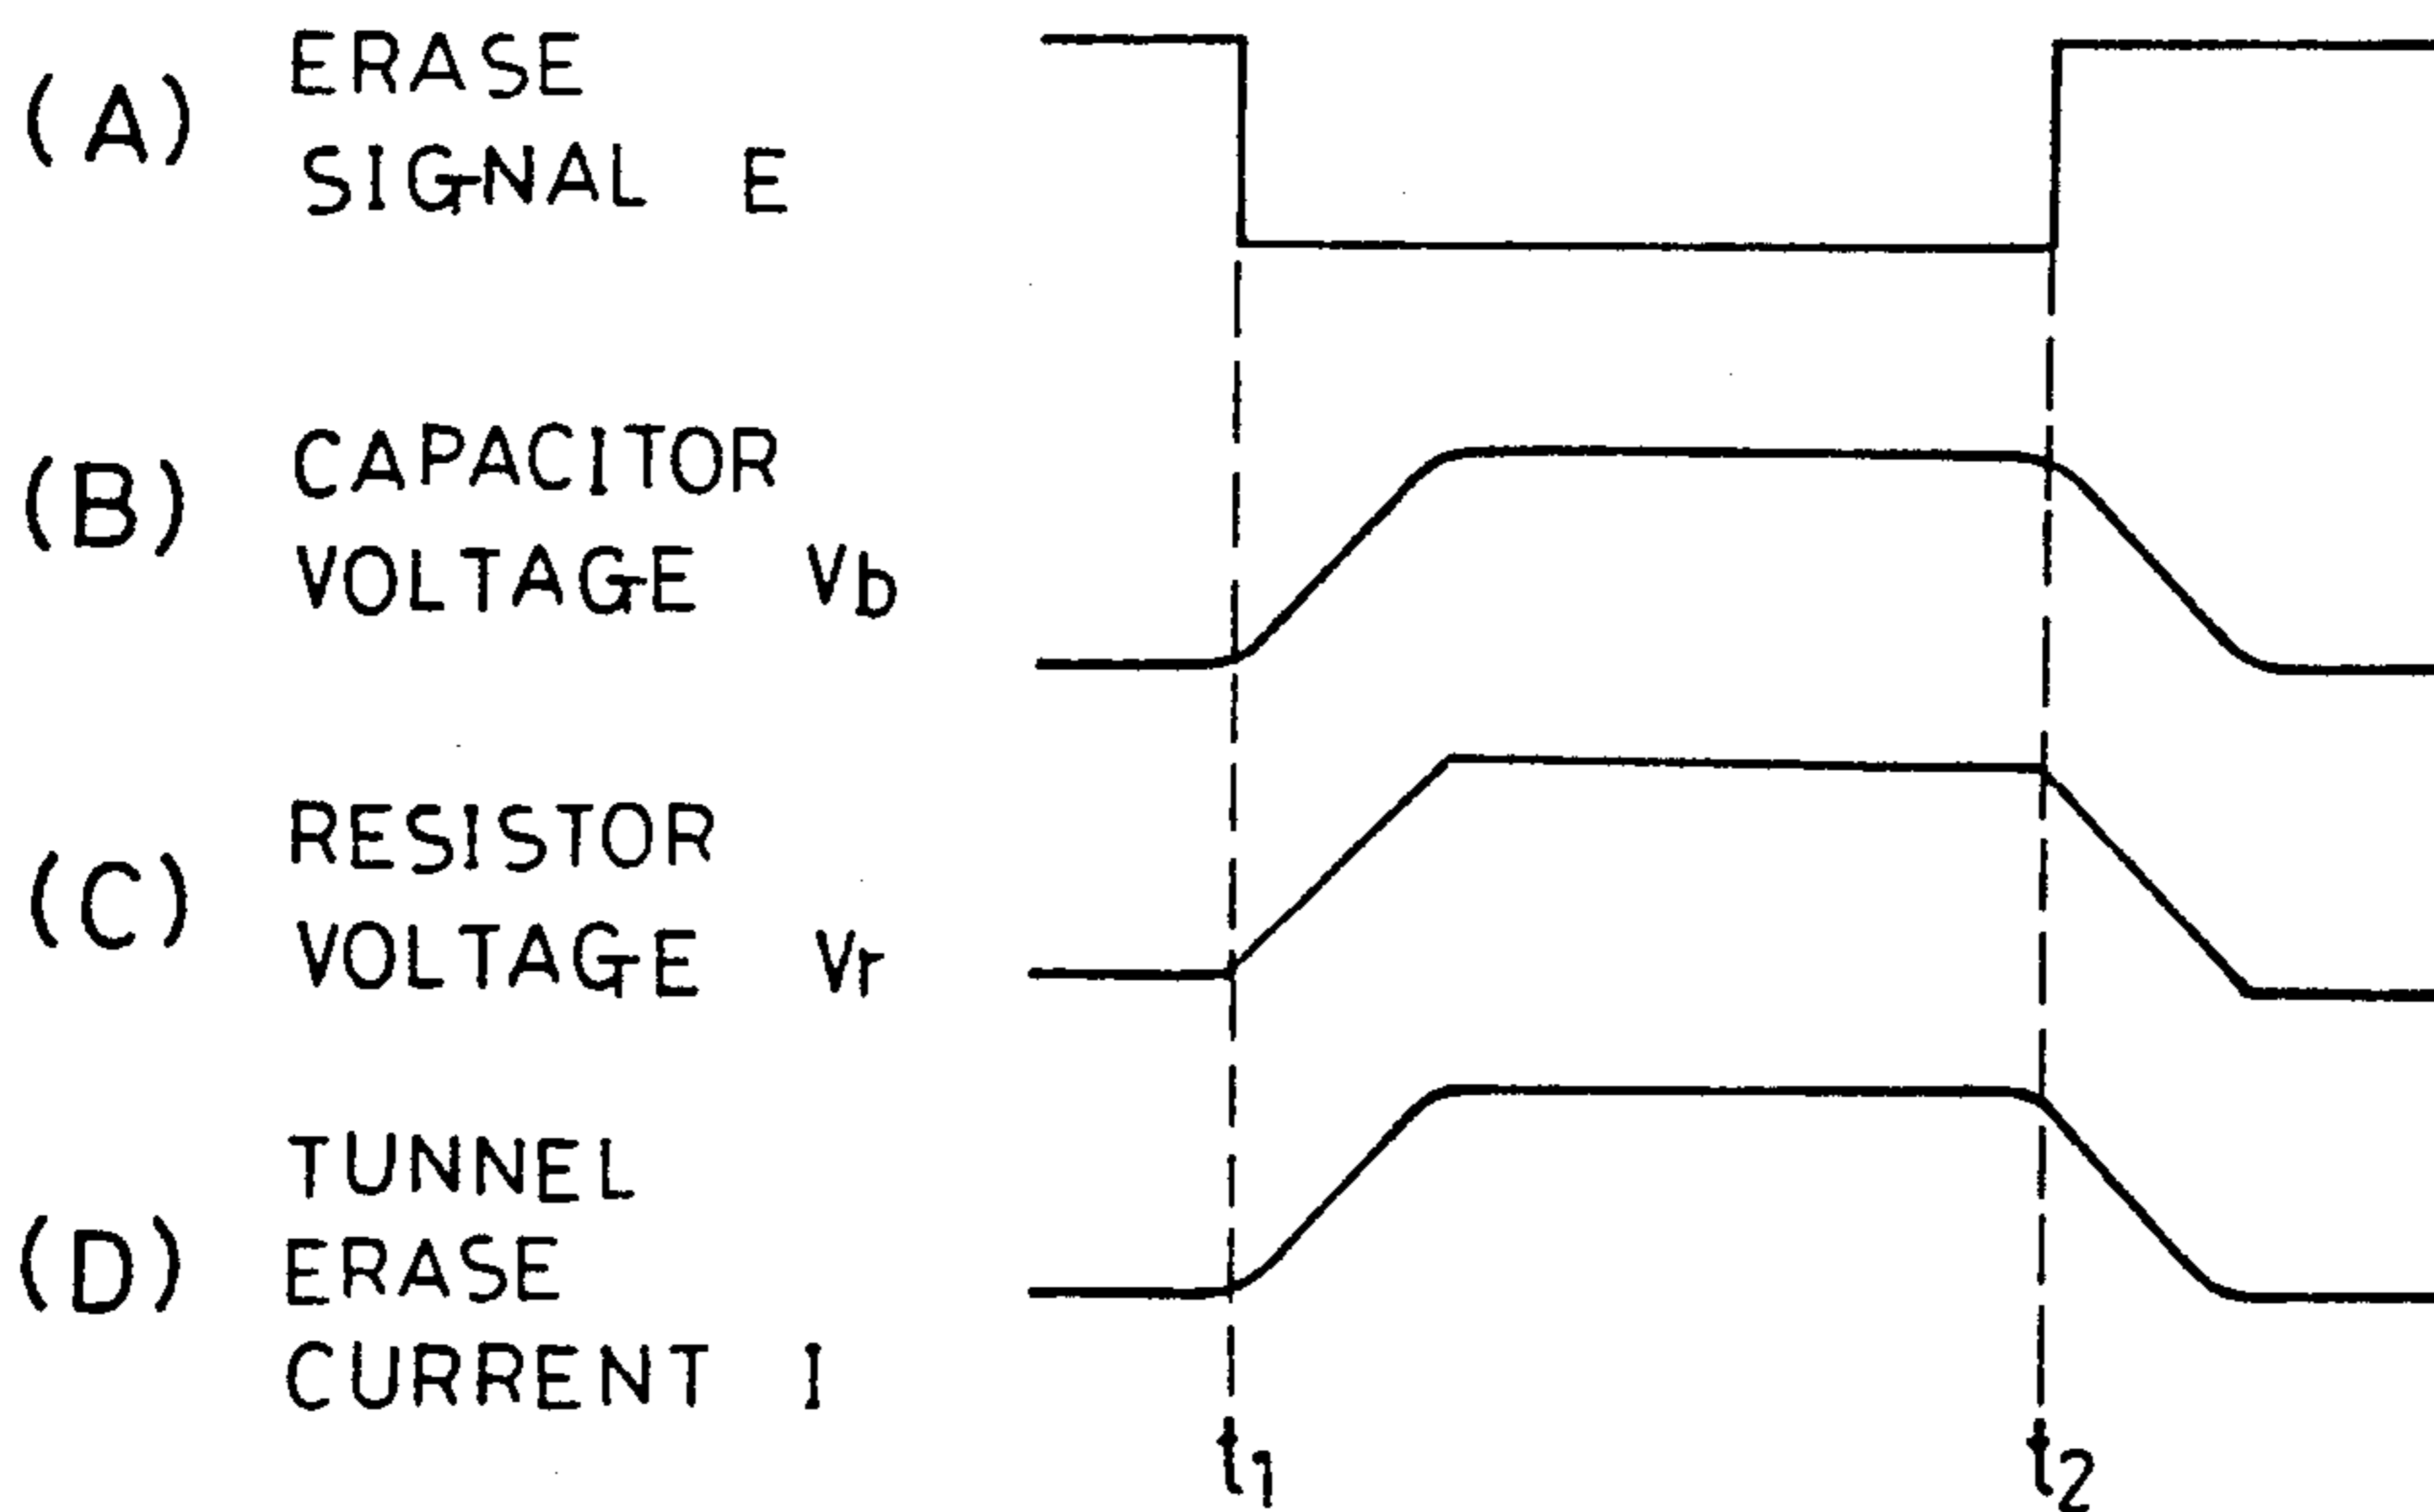 (A) ERASE
SIGNAL E
(B) CAPACITOR
VOLTAGE Vb
(C) RESISTOR
VOLTAGE Vr
(D) TUNNEL
ERASE
CURRENT I
t1 t2